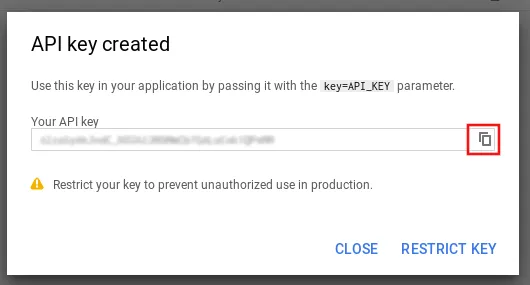 API key created
Use this key in your application by passing it with the key=API_KEY parameter.
Your API key
Restrict your key to prevent unauthorized use in production.
CLOSE RESTRICT KEY